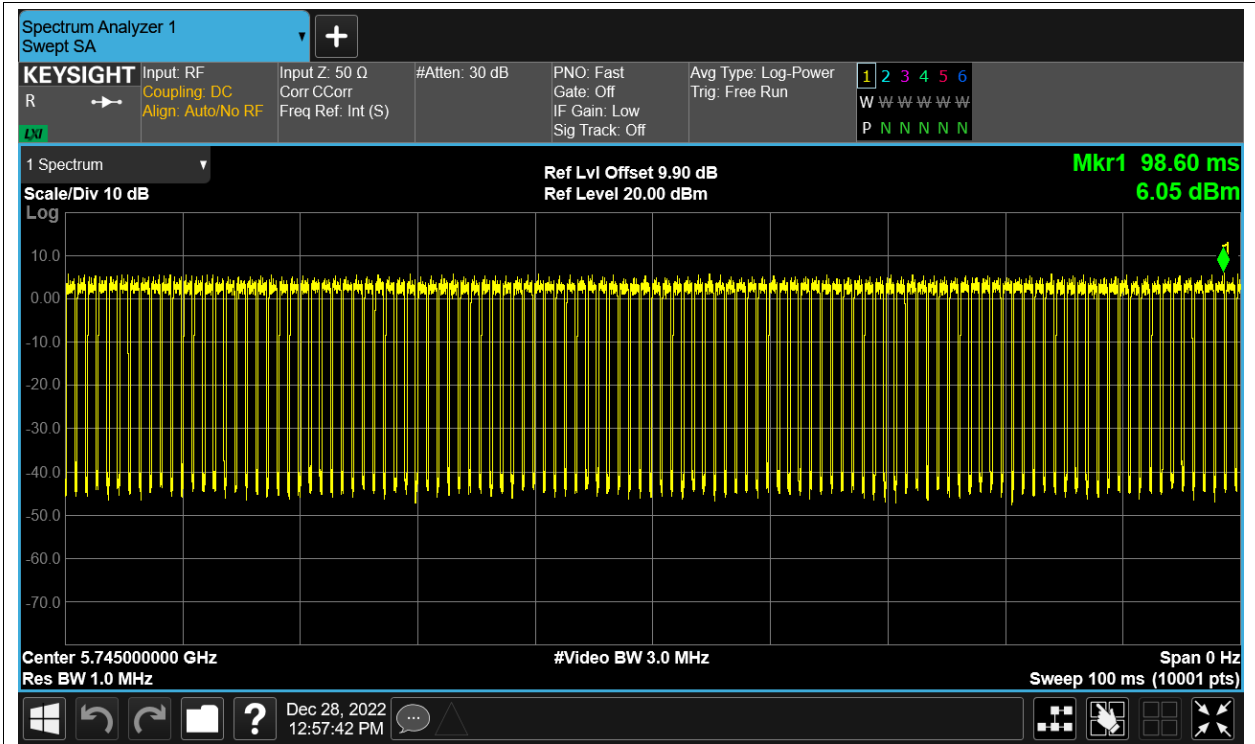 Spectrum Analyzer 1
Swept SA
KEYSIGHT
R
LXI
Input: RF
Coupling: DC
Align: Auto/No RF
Input Z: 50 Ω
Corr CCorr
Freq Ref: Int (S)
#Atten: 30 dB
PNO: Fast
Gate: Off
IF Gain: Low
Sig Track: Off
Avg Type: Log-Power
Trig: Free Run
1 2 3 4 5 6
W W W W W W
P N N N N N
1 Spectrum
Scale/Div 10 dB
Ref Lvl Offset 9.90 dB
Ref Level 20.00 dBm
Mkr1 98.60 ms
6.05 dBm
Log
1
10.0
0.00
-10.0
-20.0
-30.0
-40.0
-50.0
-60.0
-70.0
Center 5.745000000 GHz
#Video BW 3.0 MHz
Span 0 Hz
Res BW 1.0 MHz
Sweep 100 ms (10001 pts)
?
Dec 28, 2022
12:57:42 PM